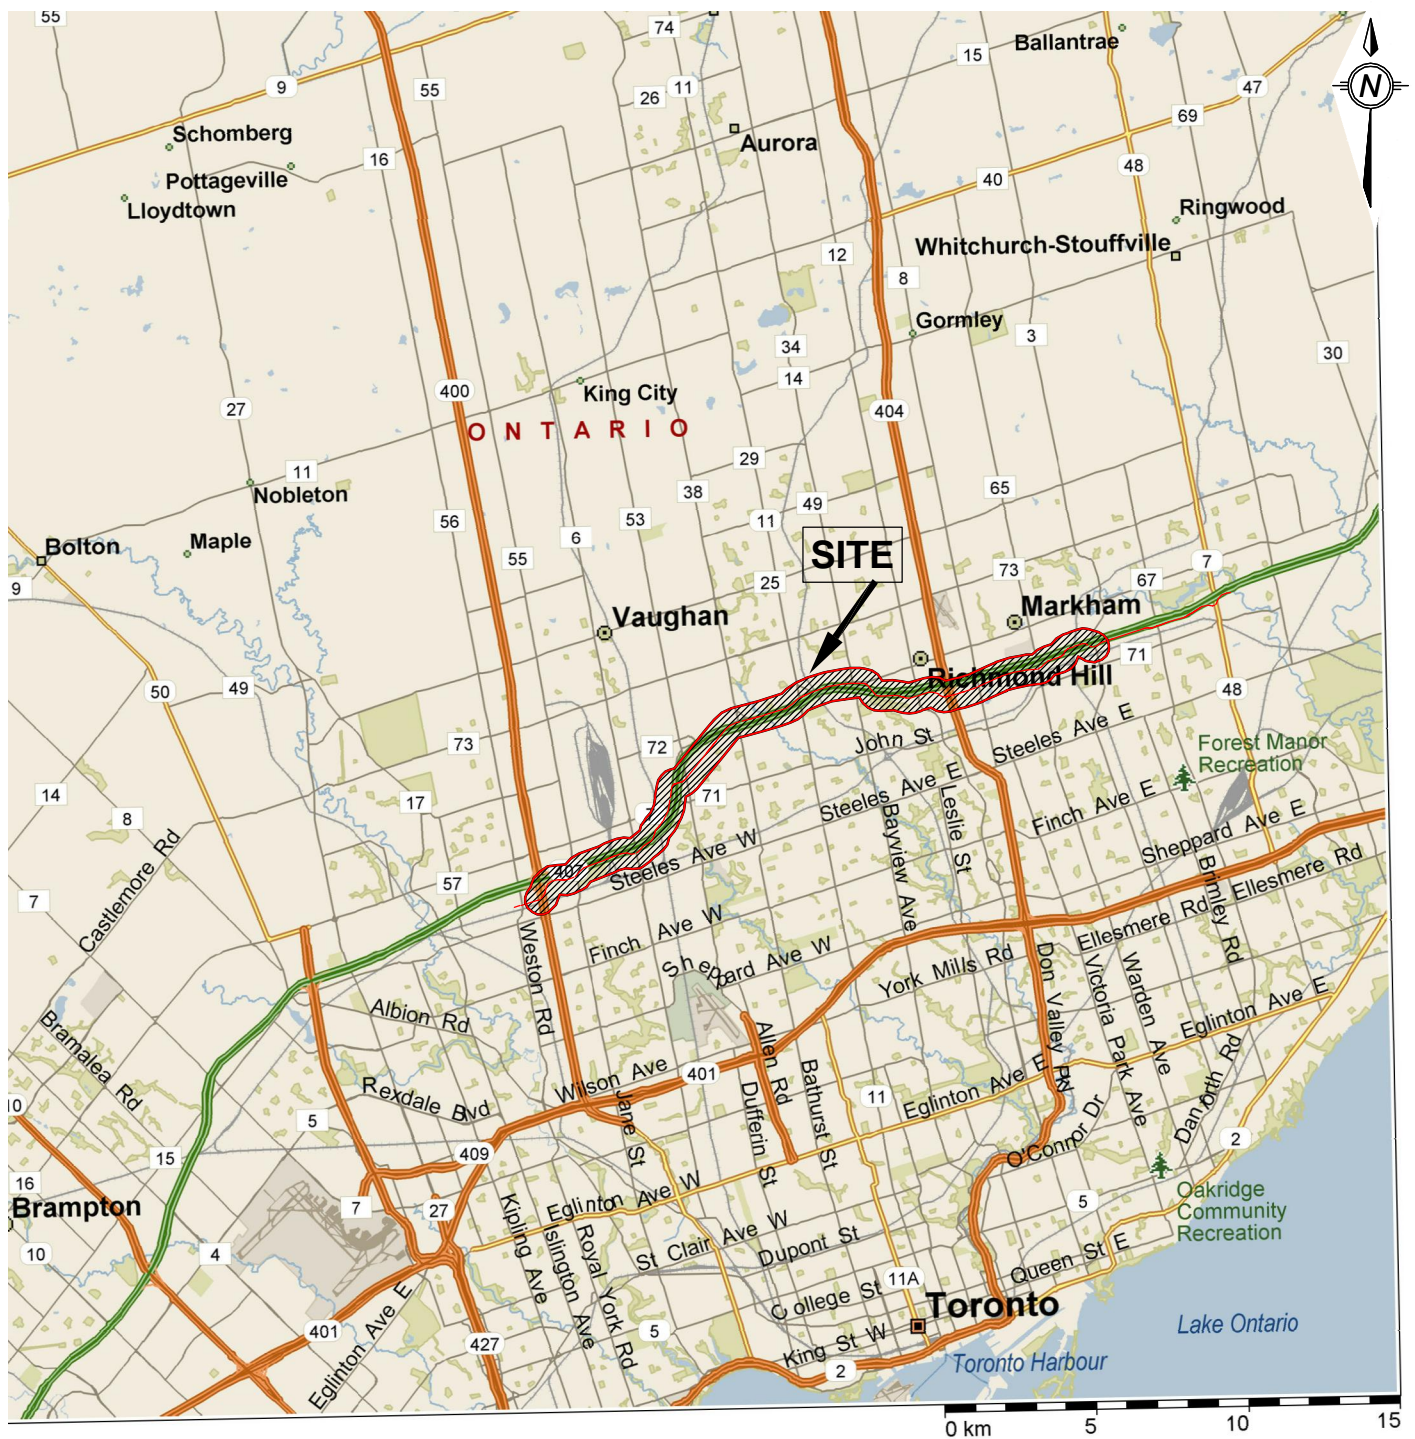 55
74
Ballantrae
15
N
9
55
26
11
47
69
Schomberg
Aurora
16
48
Pottageville
40
Lloydtown
Ringwood
Whitchurch-Stouffville
12
8
Gormley
3
34
30
14
400
King City
27
404
ONTARIO
29
11
65
Nobleton
38
49
56
53
11
6
Bolton
Maple
SITE
55
7
73
67
25
9
Markham
Vaughan
71
Richmond Hill
50
49
48
73
72
John St
Steeles Ave E
Forest Manor
Recreation
14
17
71
Steeles Ave E
8
Bayview Ave
Leslie St
Finch Ave E
Sheppard Ave E
Castlemore Rd
407
Steeles Ave W
57
7
Brimley Rd
Ellesmere Rd
Ellesmere Rd
Weston Rd
Finch Ave W
Sheppard Ave W
York Mills Rd
Don Valley Pky
Victoria Park Ave
Warden Ave
Albion Rd
Bramalea Rd
Eglinton Ave E
Allen Rd
Wilson Ave
401
Bathurst St
Rexdale Blvd
Jane St
Dufferin St
11
Eglinton Ave E
Danforth Rd
10
5
O'Connor Dr
2
15
409
16
Brampton
7
27
Kipling Ave
Islington Ave
Royal York Rd
Eglinton Ave W
5
Oakridge
Community
Recreation
10
4
St Clair Ave W
Dupont St
Queen St E
11A
College St
Toronto
401
Eglinton Ave E
427
5
King St W
2
Lake Ontario
Toronto Harbour
0 km
5
10
15